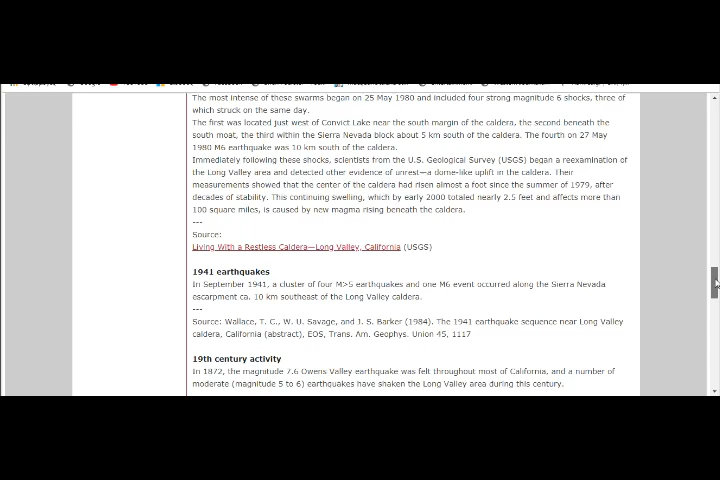 The most intense of these swarms began on 25 May 1980 and included four strong magnitude 6 shocks, three of
which struck on the same day.
The first was located just west of Convict Lake near the south margin of the caldera, the second beneath the
south moat, the third within the Sierra Nevada block about 5 km south of the caldera. The fourth on 27 May
1980 M6 earthquake was 10 km south of the caldera.
Immediately following these shocks, scientists from the U.S. Geological Survey (USGS) began a reexamination of
the Long Valley area and detected other evidence of unrest—a dome-like uplift in the caldera. Their
measurements showed that the center of the caldera had risen almost a foot since the summer of 1979, after
decades of stability. This continuing swelling, which by early 2000 totaled nearly 2.5 feet and affects more than
100 square miles, is caused by new magma rising beneath the caldera.
---
Source:
Living With a Restless Caldera—Long Valley, California (USGS)
1941 earthquakes
In September 1941, a cluster of four M>5 earthquakes and one M6 event occurred along the Sierra Nevada
escarpment ca. 10 km southeast of the Long Valley caldera.
---
Source: Wallace, T. C., W. U. Savage, and J. S. Barker (1984). The 1941 earthquake sequence near Long Valley
caldera, California (abstract), EOS, Trans. Am. Geophys. Union 45, 1117
19th century activity
In 1872, the magnitude 7.6 Owens Valley earthquake was felt throughout most of California, and a number of
moderate (magnitude 5 to 6) earthquakes have shaken the Long Valley area during this century.